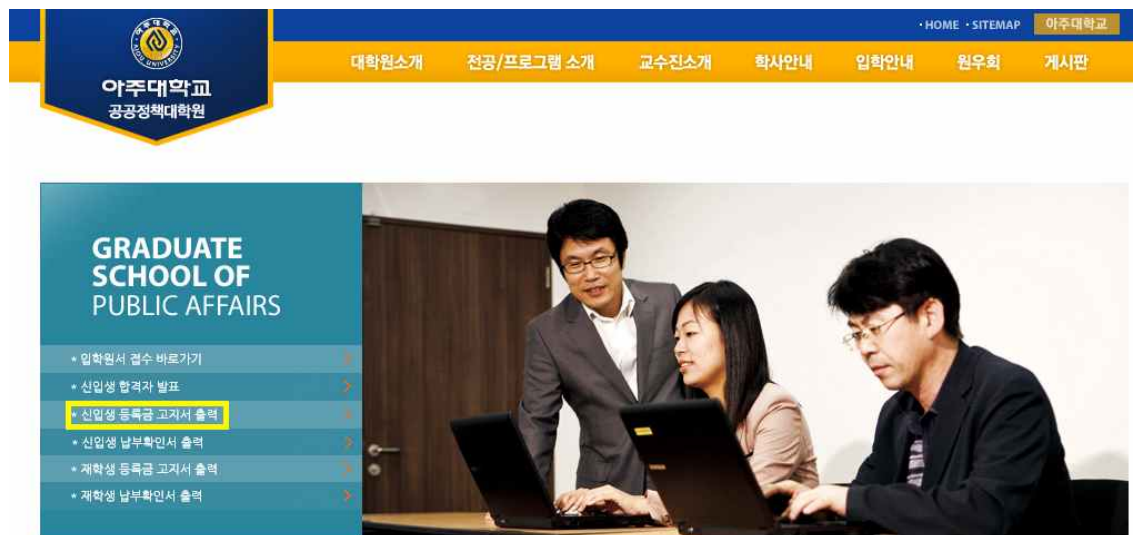 · HOME · SITEMAP 아주대학교
대학원소개 전공/프로그램 소개 교수진소개 학사안내 입학안내 원우회 게시판
아주대학교
AJOU UNIVERSITY
아주대학교
공공정책대학원
GRADUATE
SCHOOL OF
PUBLIC AFFAIRS
* 입학원서 접수 바로가기
* 신입생 합격자 발표
* 신입생 등록금 고지서 출력
* 신입생 납부확인서 출력
* 재학생 등록금 고지서 출력
* 재학생 납부확인서 출력